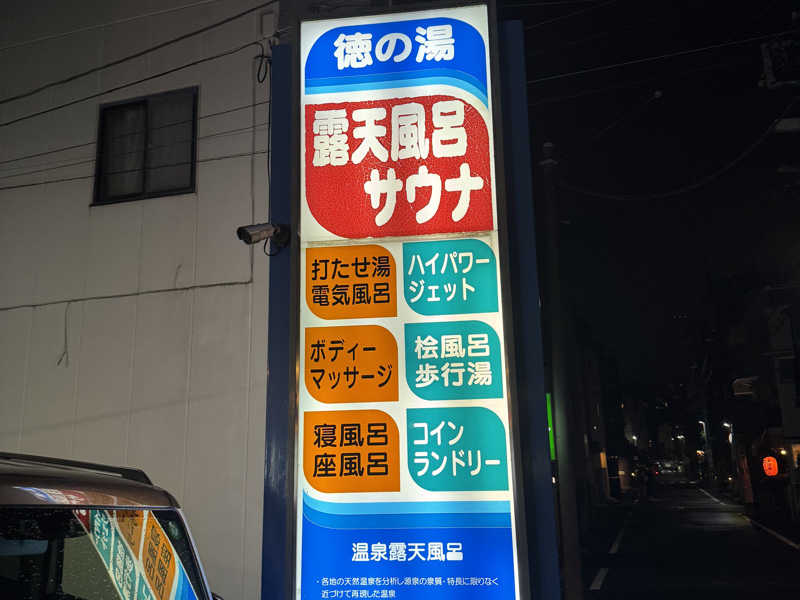 徳の湯
露天風呂
サウナ
打たせ湯
電気風呂
ハイパワー
ジェット
ボディー
マッサージ
桧風呂
歩行湯
寝風呂
座風呂
コイン
ランドリー
温泉露天風呂
・各地の天然温泉を分析し源泉の泉質・特長に限りなく
近づけて再現した温泉